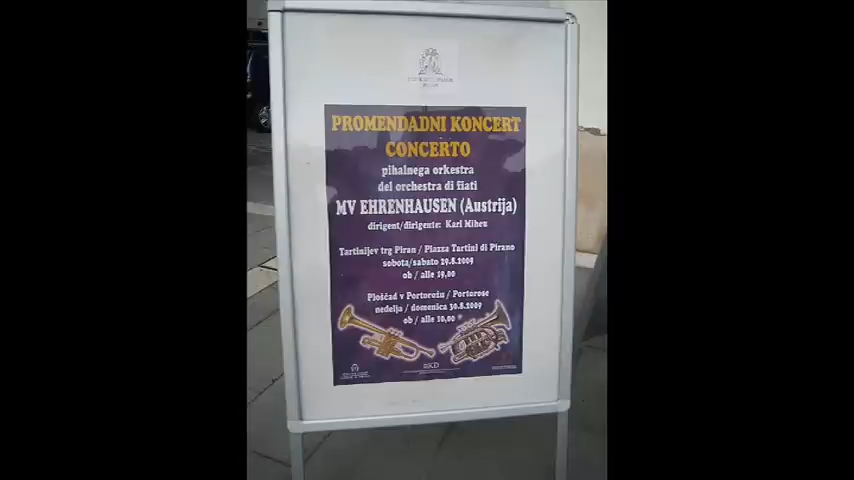 PROMENDADNI KONCERT
CONCERTO
pihalnega orkestra
del orchestra di fiati
MV EHRENHAUSEN (Austrija)
dirigent/dirigente: Karl Miheu
Tartinijev trg Piran / Piazza Tartini di Pirano
sobota/sabato 29.8.2009
ob / alle 19,00
Ploščad v Portorožu / Portorose
nedelja / domenica 30.8.2009
ob / alle 10,00